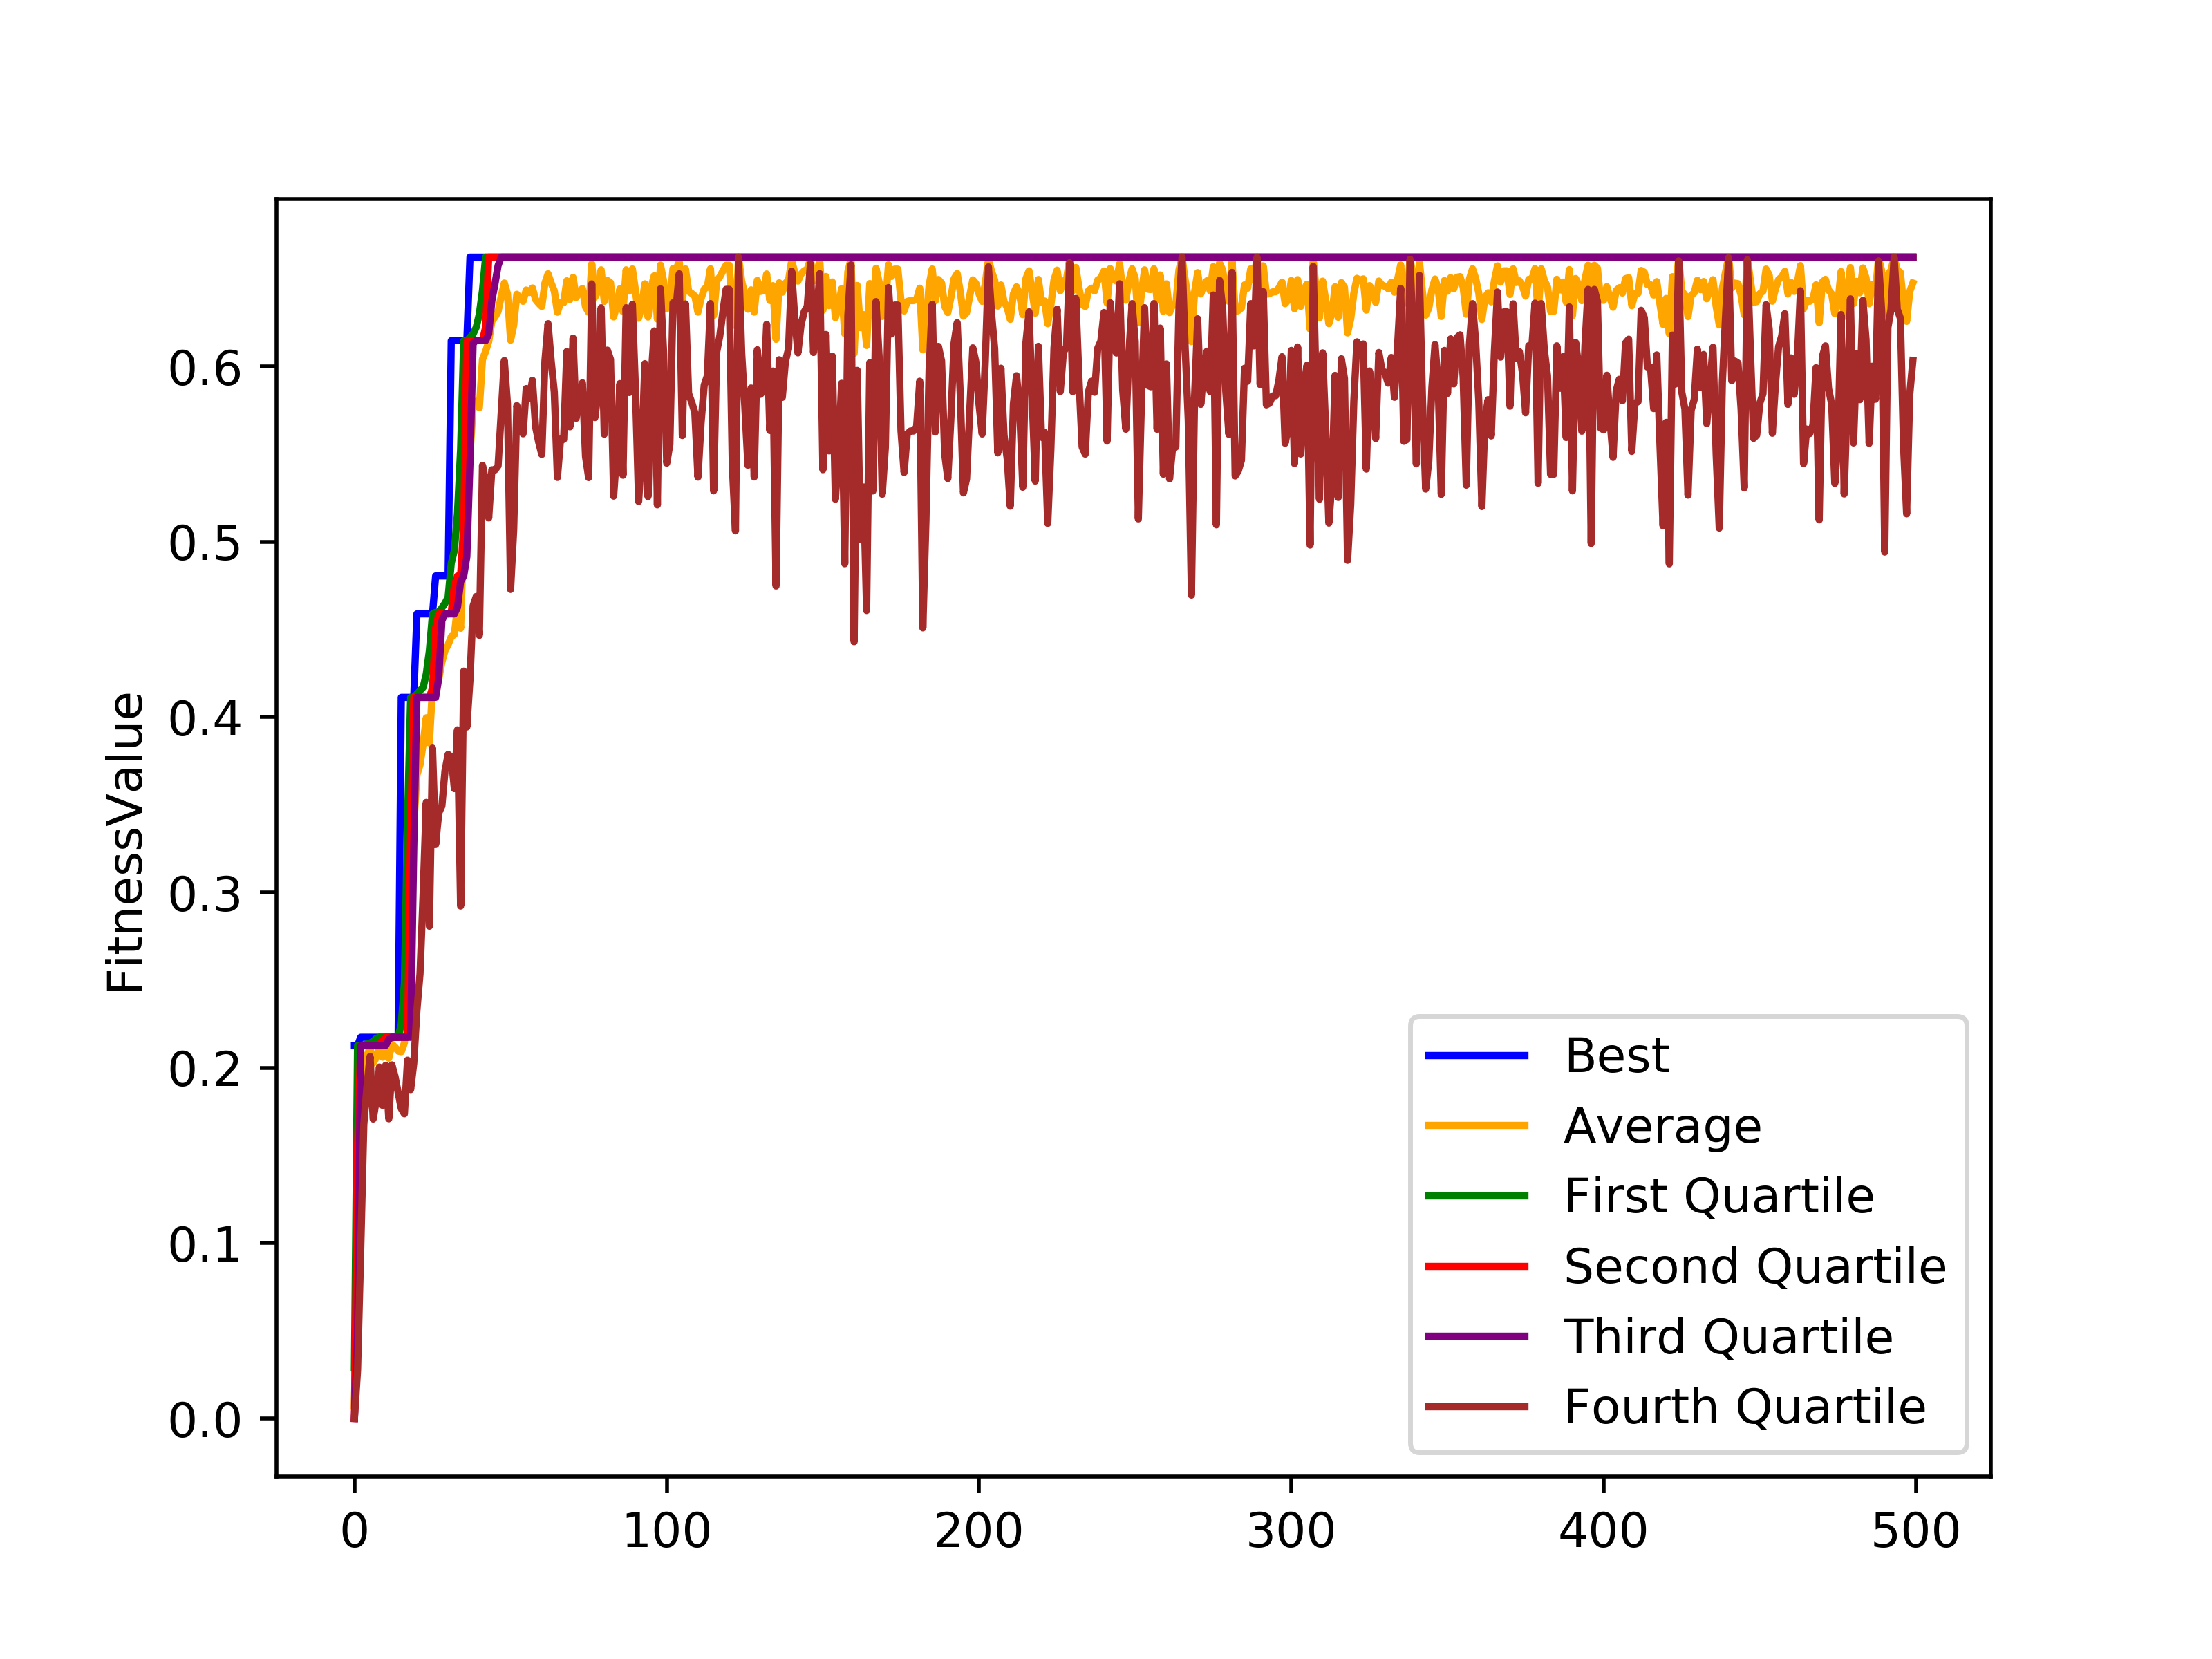 FitnessValue
0.6
0.5
0.4
0.3
0.2
0.1
0.0
0 100 200 300 400 500
Best
Average
First Quartile
Second Quartile
Third Quartile
Fourth Quartile